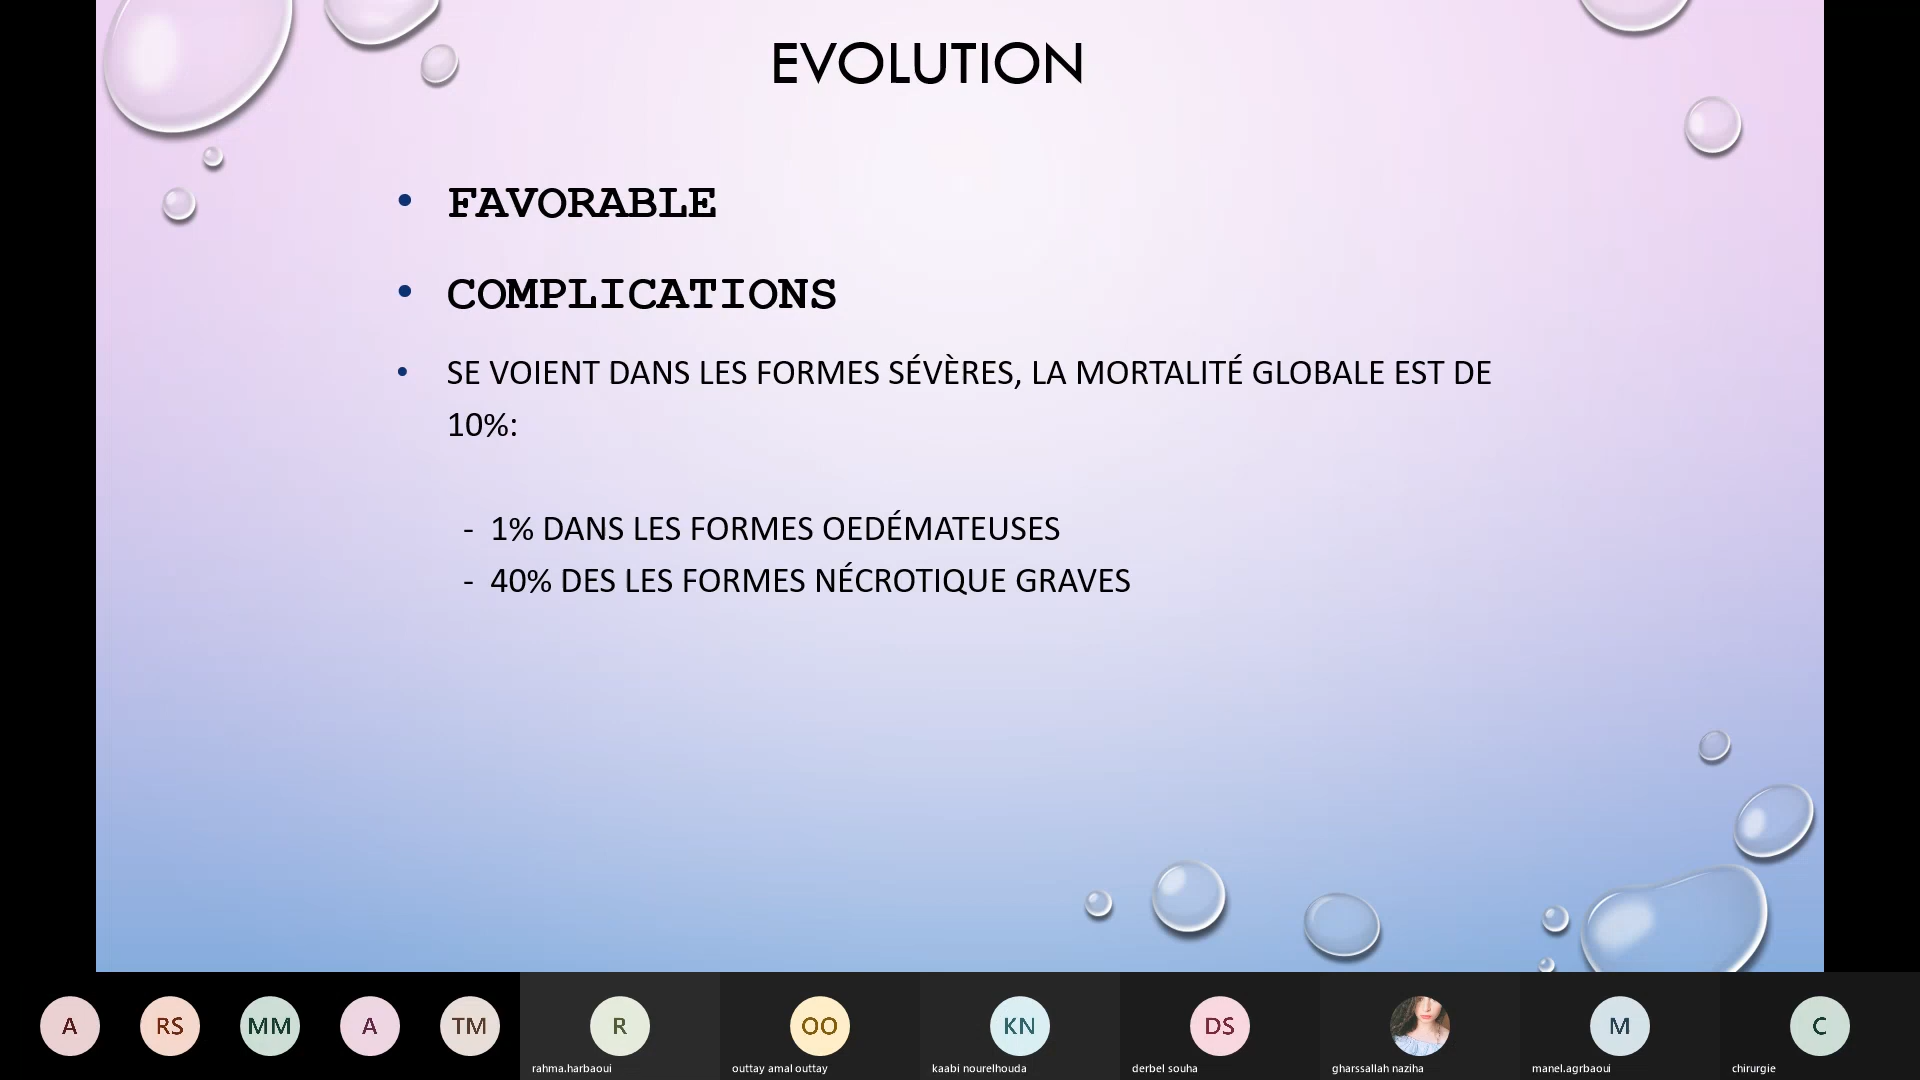 EVOLUTION
• FAVORABLE
• COMPLICATIONS
• SE VOIENT DANS LES FORMES SÉVÈRES, LA MORTALITÉ GLOBALE EST DE
10%:
- 1% DANS LES FORMES OEDÉMATEUSES
- 40% DES LES FORMES NÉCROTIQUE GRAVES
A RS MM A TM R OO KN DS M C
rahma.harbaoui outtay amal outtay kaabi nourelhouda derbel souha gharssallah naziha manel.agrbaoui chirurgie